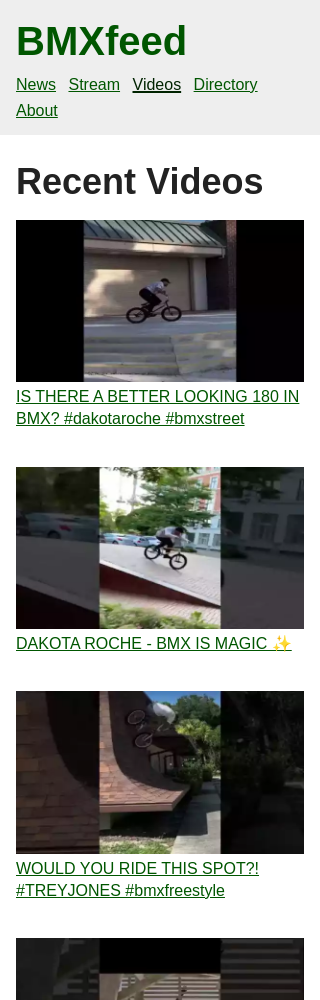 BMXfeed
News Stream Videos Directory
About
Recent Videos
IS THERE A BETTER LOOKING 180 IN
BMX? #dakotaroche #bmxstreet
DAKOTA ROCHE - BMX IS MAGIC ✨
WOULD YOU RIDE THIS SPOT?!
#TREYJONES #bmxfreestyle